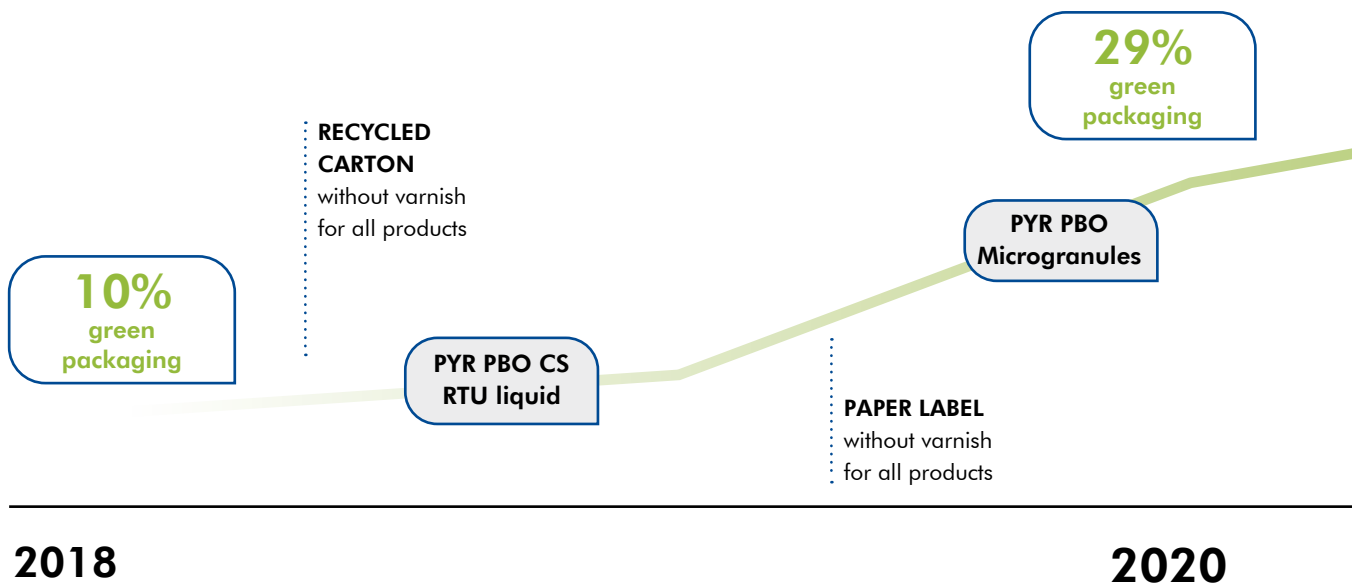 29%
green
packaging
RECYCLED
CARTON
without varnish
for all products
PYR PBO
Microgranules
10%
green
packaging
PYR PBO CS
RTU liquid
PAPER LABEL
without varnish
for all products
2018
2020